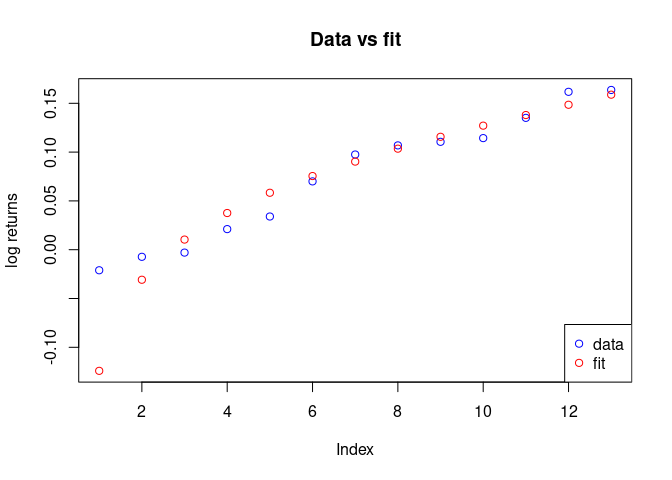 Data vs fit
log returns
0.15
0.10
0.05
0.00
-0.10
2
4
6
8
10
12
Index
data
fit